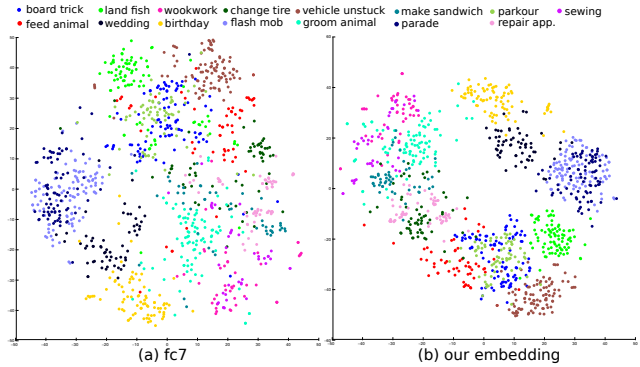 board trick land fish wookwork change tire vehicle unstuck make sandwich parkour sewing
feed animal wedding birthday flash mob groom animal parade repair app.
(a) fc7 (b) our embedding